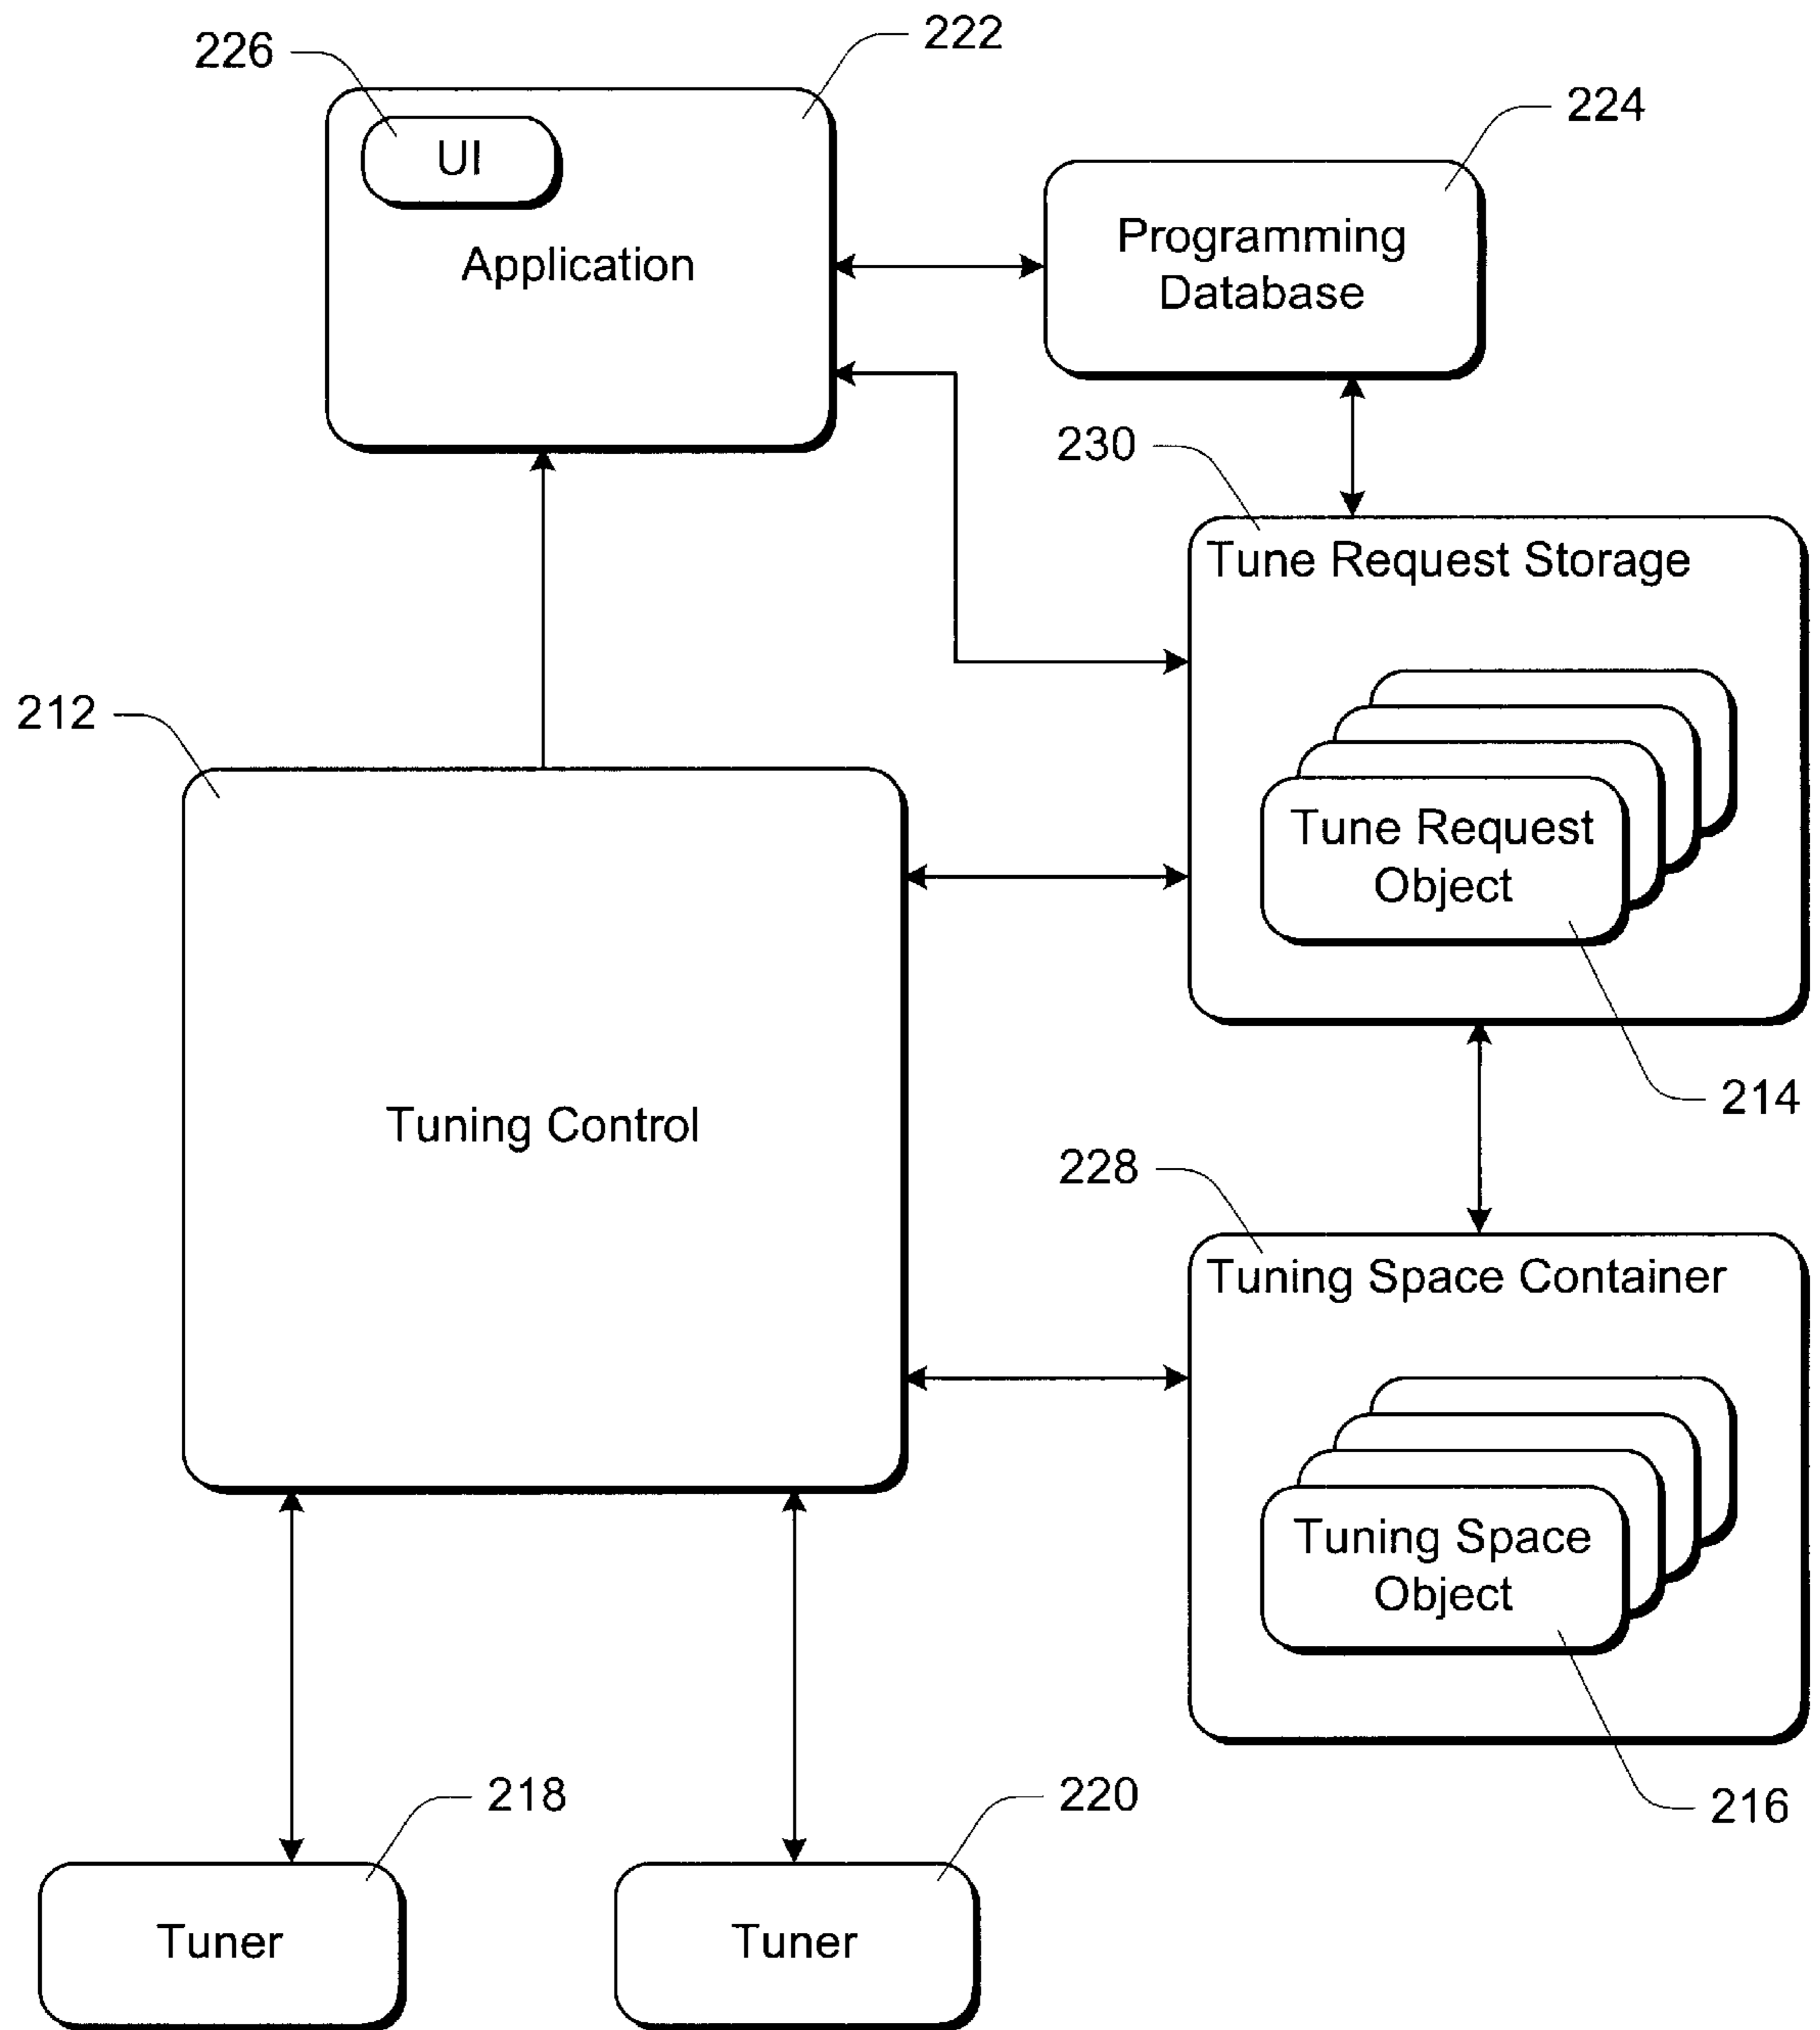 222
226
UI
224
Programming
Database
Application
230
Tune Request Storage
212
Tune Request
Object
214
Tuning Control
228
Tuning Space Container
Tuning Space
Object
216
218
220
Tuner
Tuner